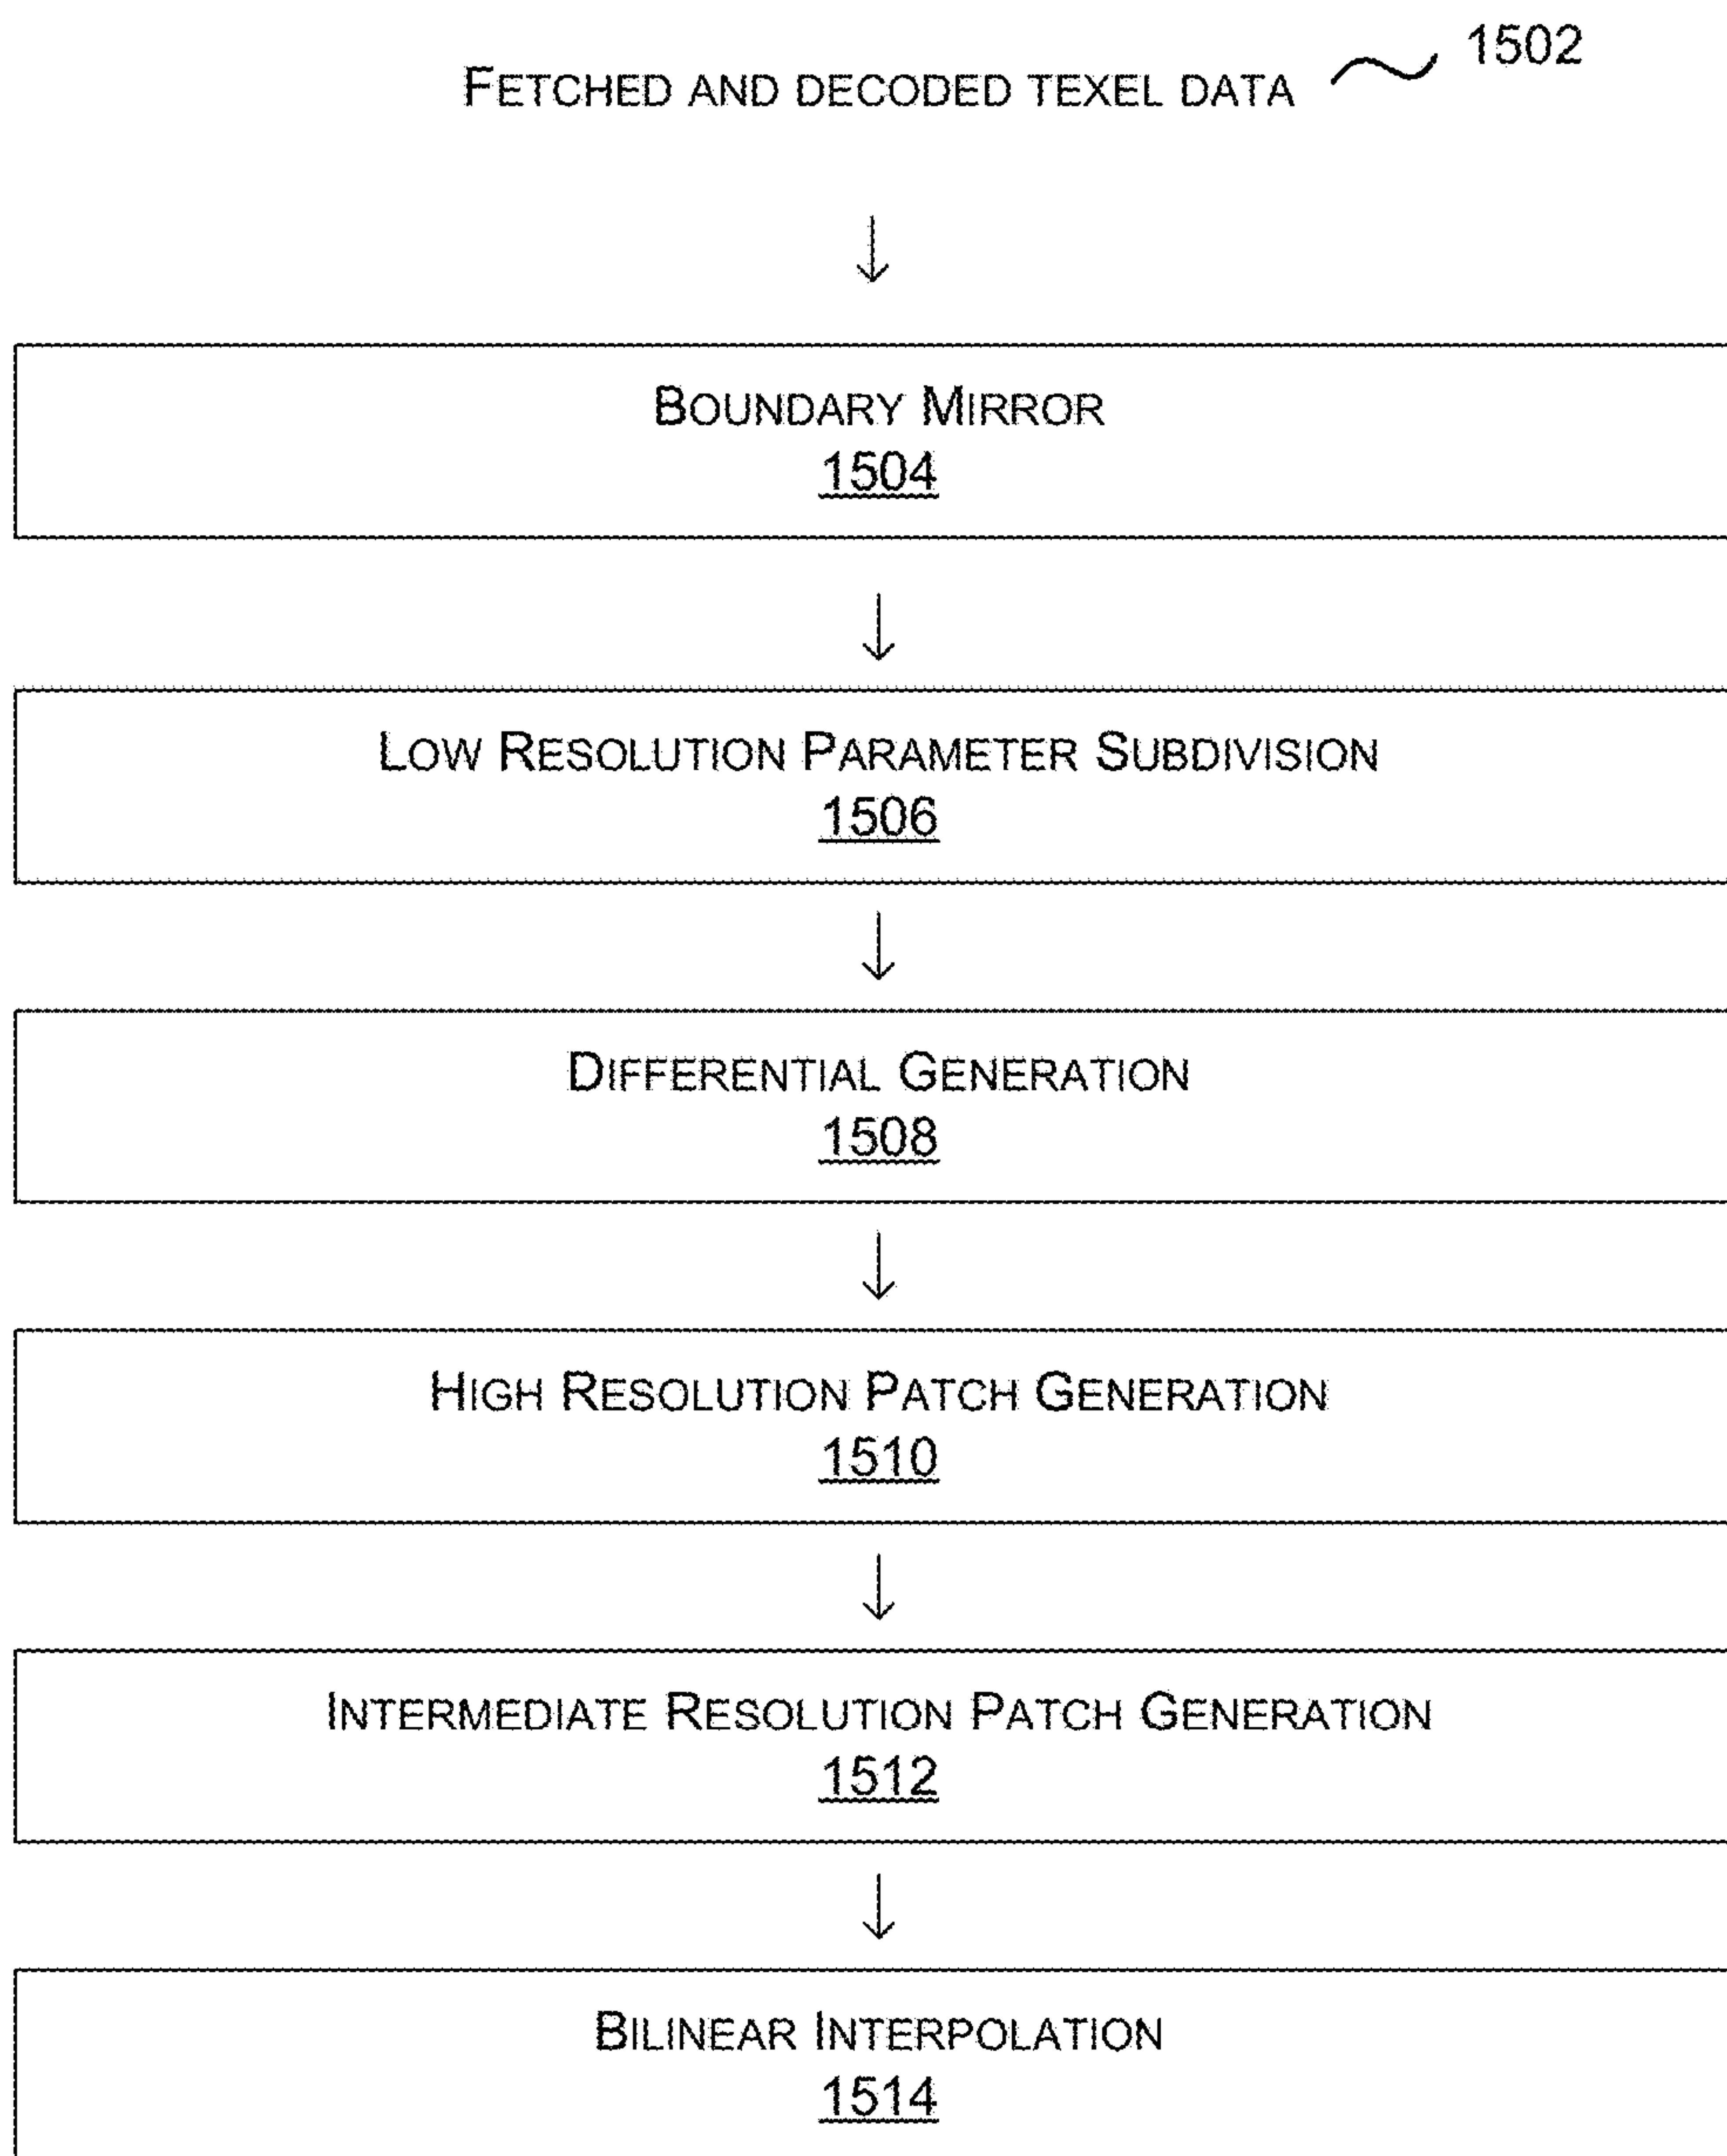 1502
FETCHED AND DECODED TEXEL DATA
BOUNDARY MIRROR
1504
LOW RESOLUTION PARAMETER SUBDIVISION
1506
DIFFERENTIAL GENERATION
1508
HIGH RESOLUTION PATCH GENERATION
1510
INTERMEDIATE RESOLUTION PATCH GENERATION
1512
BILINEAR INTERPOLATION
1514